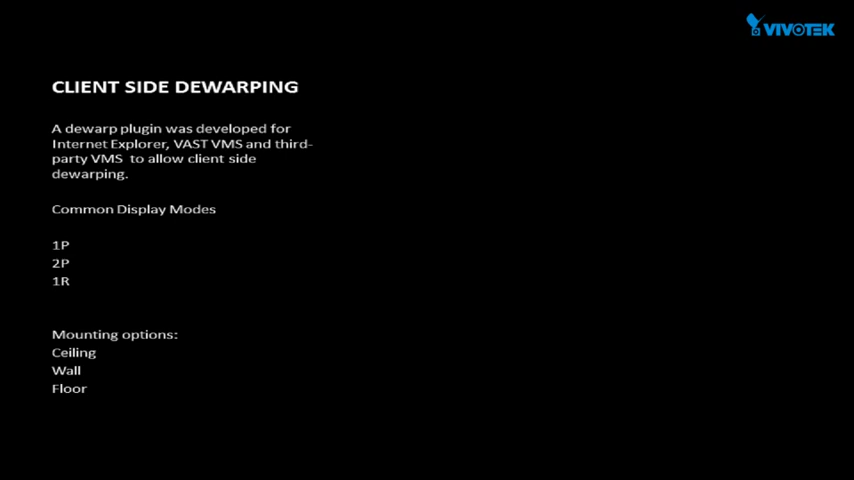 VIVOTEK
CLIENT SIDE DEWARPING
A dewarp plugin was developed for
Internet Explorer, VAST VMS and third-
party VMS to allow client side
dewarping.
Common Display Modes
1P
2P
1R
Mounting options:
Ceiling
Wall
Floor